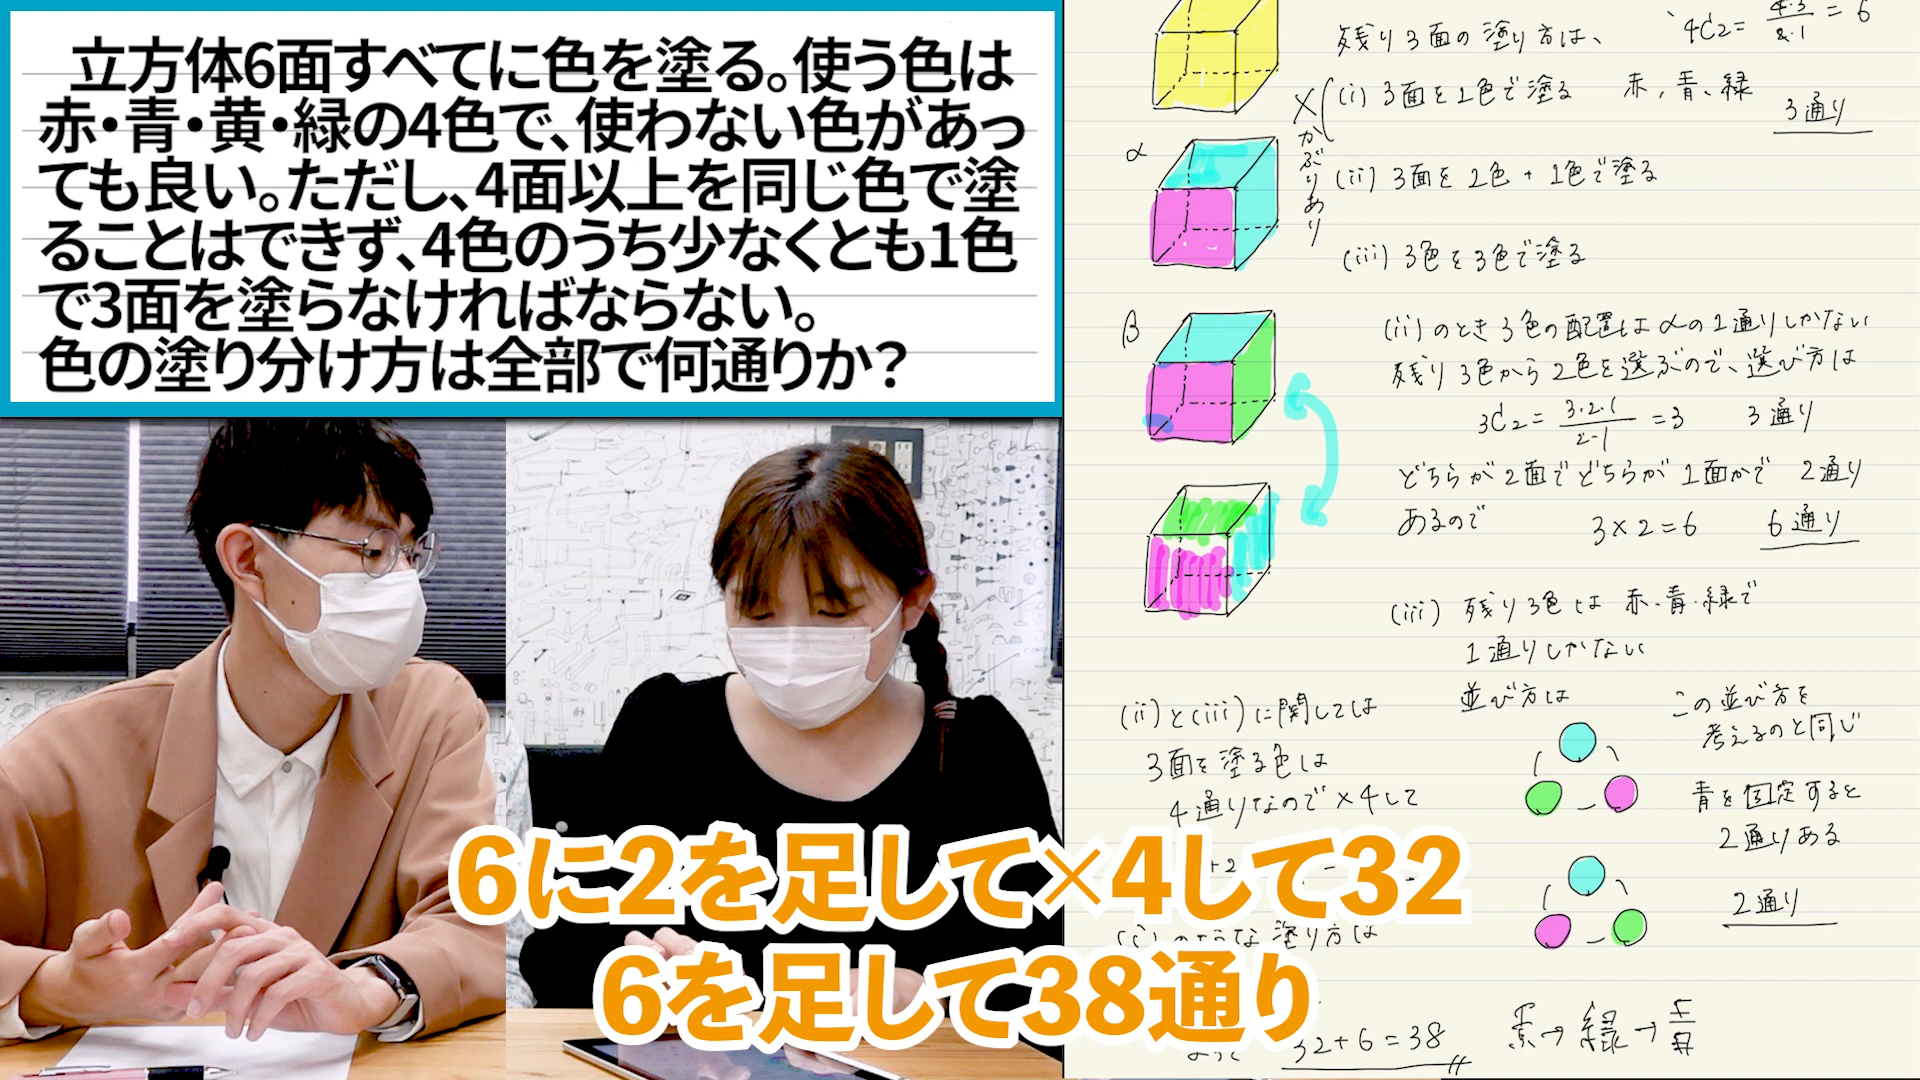 立方体6面すべてに色を塗る。使う色は
赤・青・黄・緑の4色で、使わない色があっ
ても良い。ただし、4面以上を同じ色で塗
ることはできず、4色のうち少なくとも1色
で3面を塗らなければならない。
色の塗り分け方は全部で何通りか?
残り3面の塗り方は、
4C2= 4・3/2・1 = 6
(i) 3面を1色で塗る 赤,青、緑
3通り
×かぶりあり
α
(ii) 3面を2色+1色で塗る
(iii) 3色を3色で塗る
β
(ii)のとき3色の配置はαの1通りしかない
残り3色から2色を選ぶので、選び方は
3C2= 3・2・1/2・1 =3 3通り
どちらが2面でどちらが1面かで 2通り
あるので 3×2=6 6通り
(iii) 残り3色は赤・青・緑で
1通りしかない
(ii)と(iii)に関しては
3面を塗る色は
4通りなので×4して
並び方は
この並び方を
考えるのと同じ
青を固定すると
2通りある
2通り
6に2を足して×4して32
6を足して38通り
32+6=38